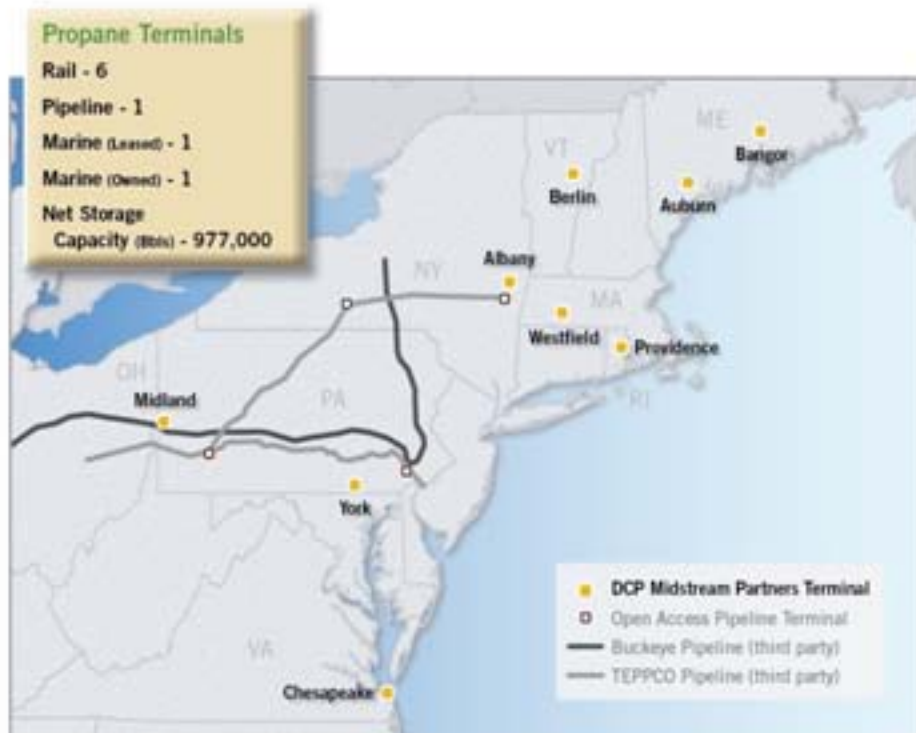 Propane Terminals
Rail - 6
Pipeline - 1
Marine (Leased) - 1
Marine (Owned) - 1
Net Storage
Capacity (Bbls) - 977,000
ME
VT
Bangor
Berlin
Auburn
NY
Albany
MA
Westfield
Providence
OH
RI
Midland
PA
York
DCP Midstream Partners Terminal
Open Access Pipeline Terminal
VA
Buckeye Pipeline (third party)
TEPPCO Pipeline (third party)
Chesapeake